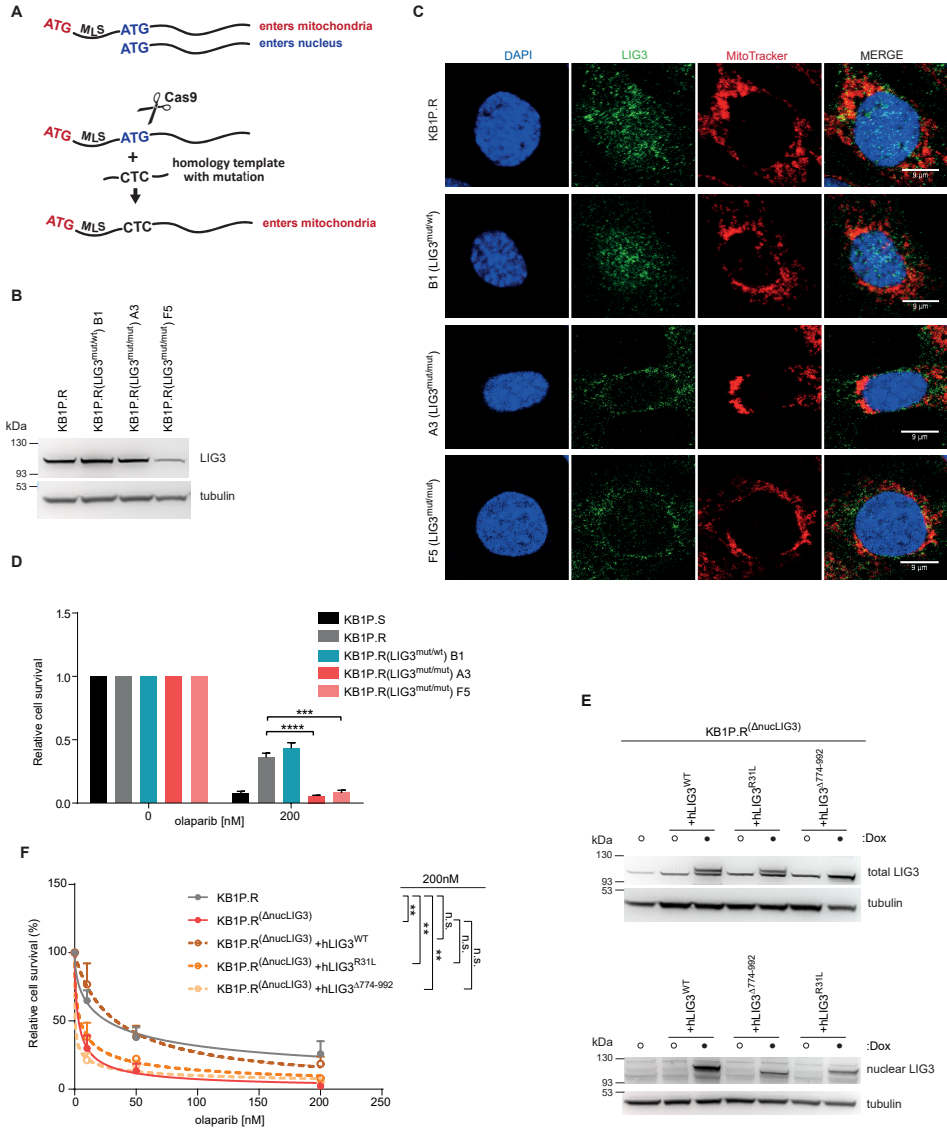 A
ATG MLS ATG enters mitochondria
ATG enters nucleus
Cas9
ATG MLS ATG
+
CTC homology template
with mutation
ATG MLS CTC enters mitochondria
B
KB1P.R
KB1P.R(LIG3mut/wt) B1
KB1P.R(LIG3mut/mut) A3
KB1P.R(LIG3mut/mut) F5
kDa
130
93
LIG3
53
tubulin
C
DAPI LIG3 MitoTracker MERGE
KB1P.R
9 µm
B1 (LIG3mut/wt)
9 µm
A3 (LIG3mut/mut)
9 µm
F5 (LIG3mut/mut)
9 µm
D
Relative cell survival
1.5
1.0
0.5
0.0
KB1P.S
KB1P.R
KB1P.R(LIG3mut/wt) B1
KB1P.R(LIG3mut/mut) A3
KB1P.R(LIG3mut/mut) F5
***
****
0 200
olaparib [nM]
E
KB1P.R(ΔnucLIG3)
+hLIG3WT
+hLIG3R31L
+hLIG3Δ774-992
kDa
:Dox
130
93
total LIG3
53
tubulin
+hLIG3WT
+hLIG3Δ774-992
+hLIG3R31L
:Dox
130
93
nuclear LIG3
53
tubulin
F
Relative cell survival (%)
150
100
50
0
KB1P.R
KB1P.R(ΔnucLIG3)
KB1P.R(ΔnucLIG3) +hLIG3WT
KB1P.R(ΔnucLIG3) +hLIG3R31L
KB1P.R(ΔnucLIG3) +hLIG3Δ774-992
200nM
**
**
**
n.s.
**
n.s.
n.s.
0 50 100 150 200 250
olaparib [nM]